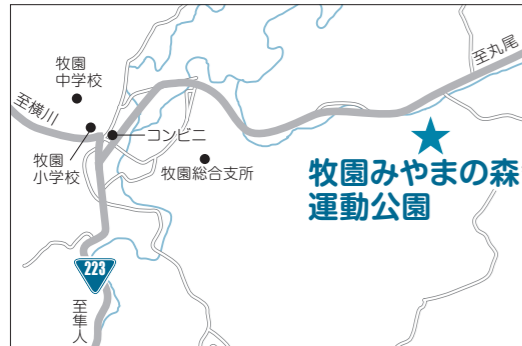 牧園
中学校
至横川
コンビニ
牧園
小学校
牧園総合支所
至丸尾
牧園みやまの森
運動公園
223
至隼人